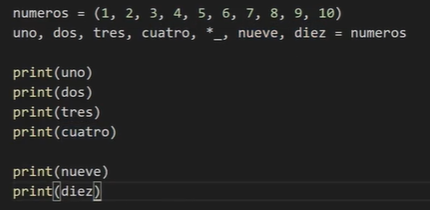 numeros = (1, 2, 3, 4, 5, 6, 7, 8, 9, 10)
uno, dos, tres, cuatro, *_, nueve, diez = numeros
print(uno)
print(dos)
print(tres)
print(cuatro)
print(nueve)
print(diez)